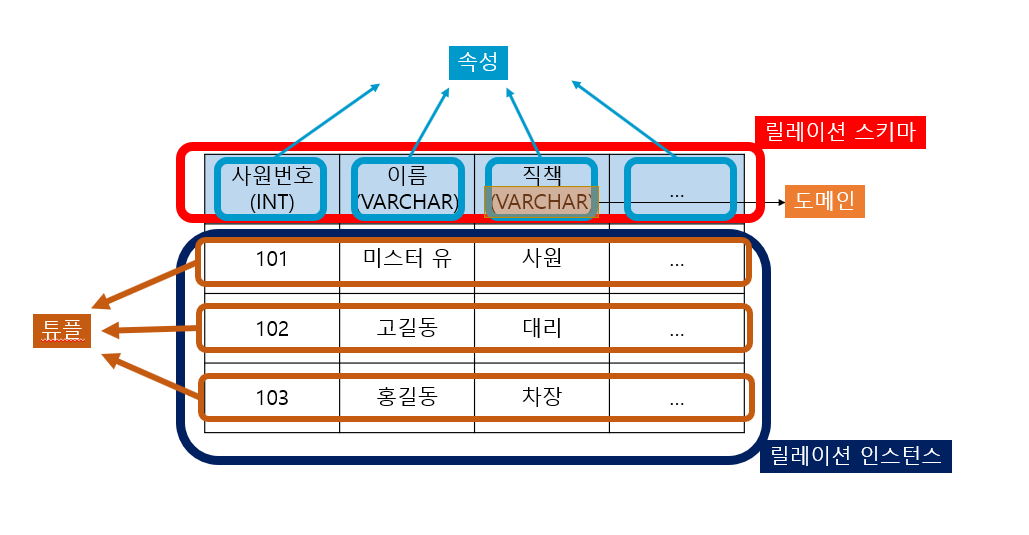 속성
릴레이션 스키마
사원번호
(INT)
이름
(VARCHAR)
직책
(VARCHAR)
...
도메인
101
미스터 유
사원
...
튜플
102
고길동
대리
...
103
홍길동
차장
...
릴레이션 인스턴스